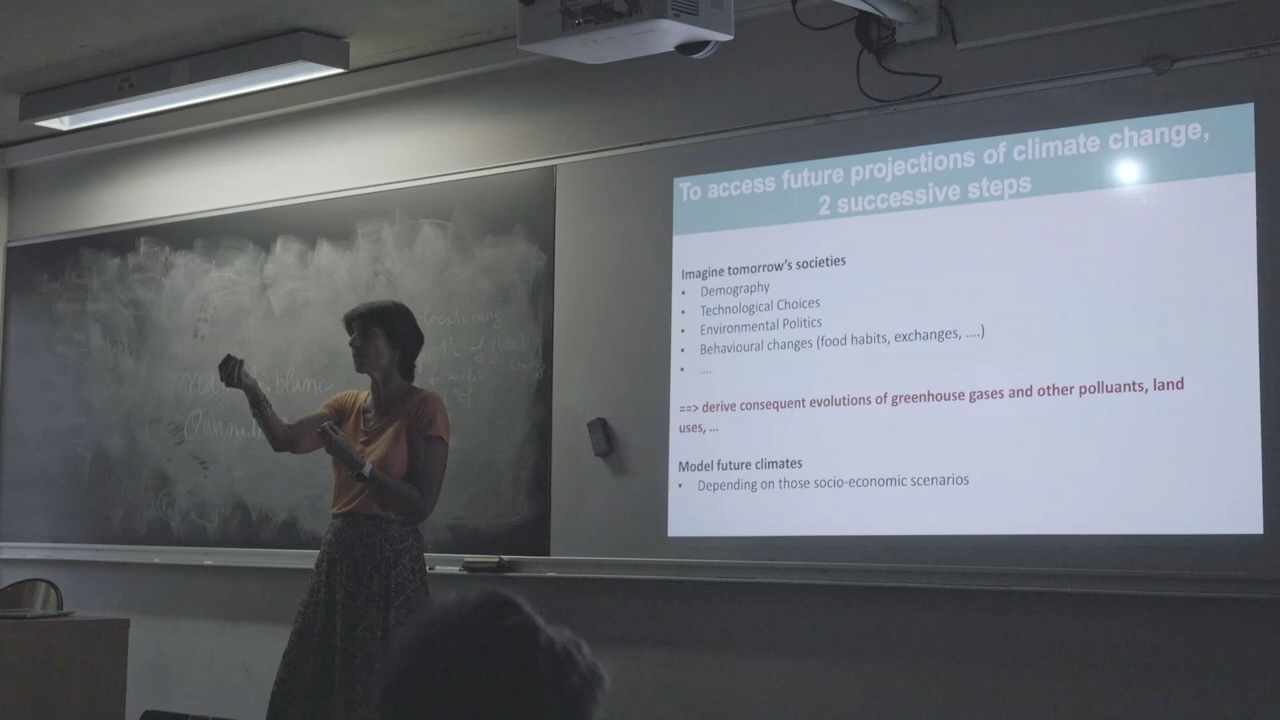 To access future projections of climate change,
2 successive steps
Imagine tomorrow's societies
• Demography
• Technological Choices
• Environmental Politics
• Behavioural changes (food habits, exchanges, ....)
• ....
==> derive consequent evolutions of greenhouse gases and other polluants, land
uses, ...
Model future climates
• Depending on those socio-economic scenarios
blanc